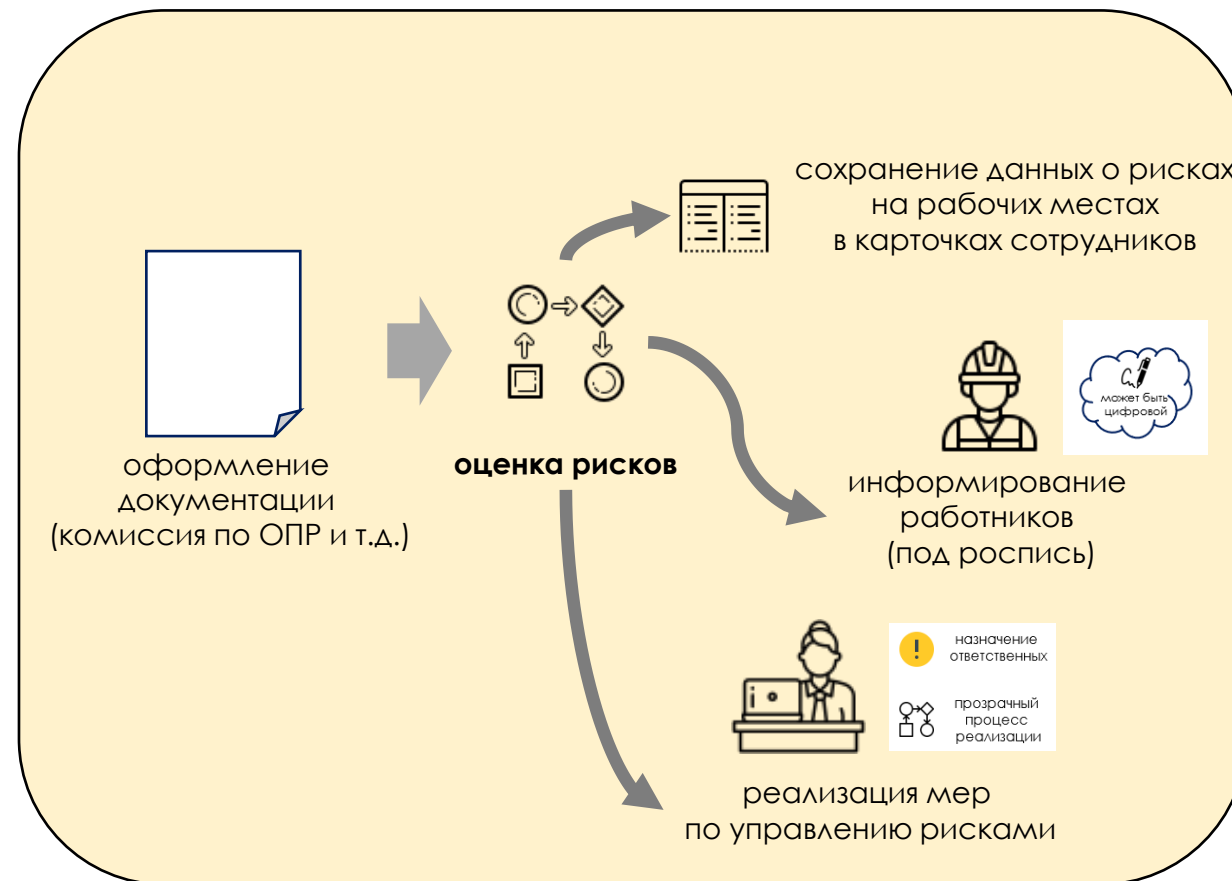 оформление
документации
(комиссия по ОПР и т.д.)
оценка рисков
сохранение данных о рисках
на рабочих местах
в карточках сотрудников
может быть
цифровой
информирование
работников
(под роспись)
назначение
ответственных
прозрачный
процесс
реализации
реализация мер
по управлению рисками